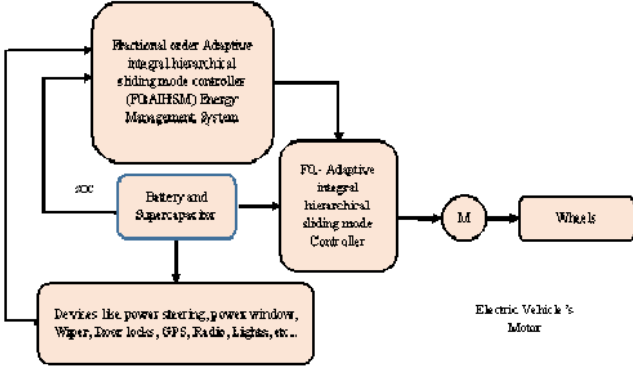 Fractional order Adaptive
integral hierarchical
sliding mode controller
(FOAIHSM) Energy
Management System
FO,- Adaptive
integral
hierarchical
sliding mode
Controller
SOC
Battery and
Supercapacitor
M
Wheels
Devices like power steering, power window,
Wiper, Door locks, GPS, Radio, Lights, etc...
Electric Vehicle's
Motor